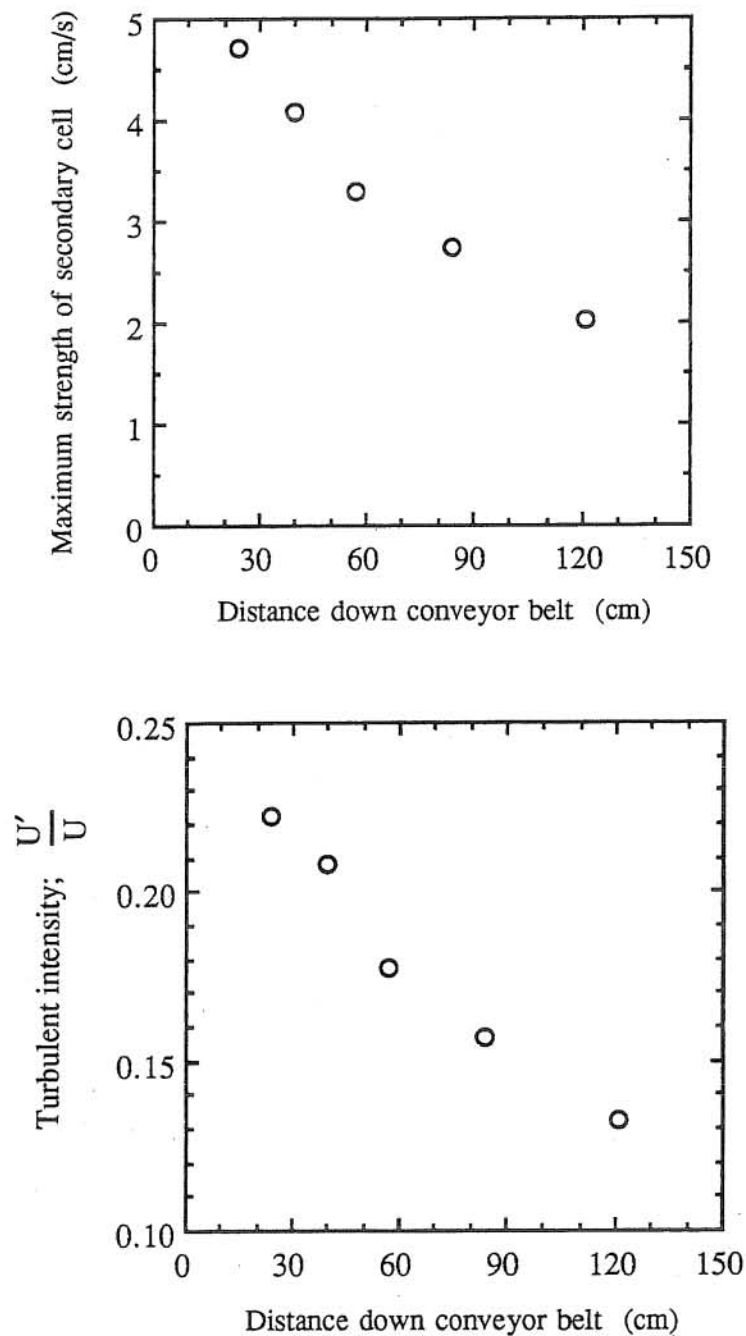 Maximum strength of secondary cell (cm/s)
5
4
3
2
1
0
0 30 60 90 120 150
Distance down conveyor belt (cm)
Turbulent intensity; U′/U
0.25
0.20
0.15
0.10
0 30 60 90 120 150
Distance down conveyor belt (cm)